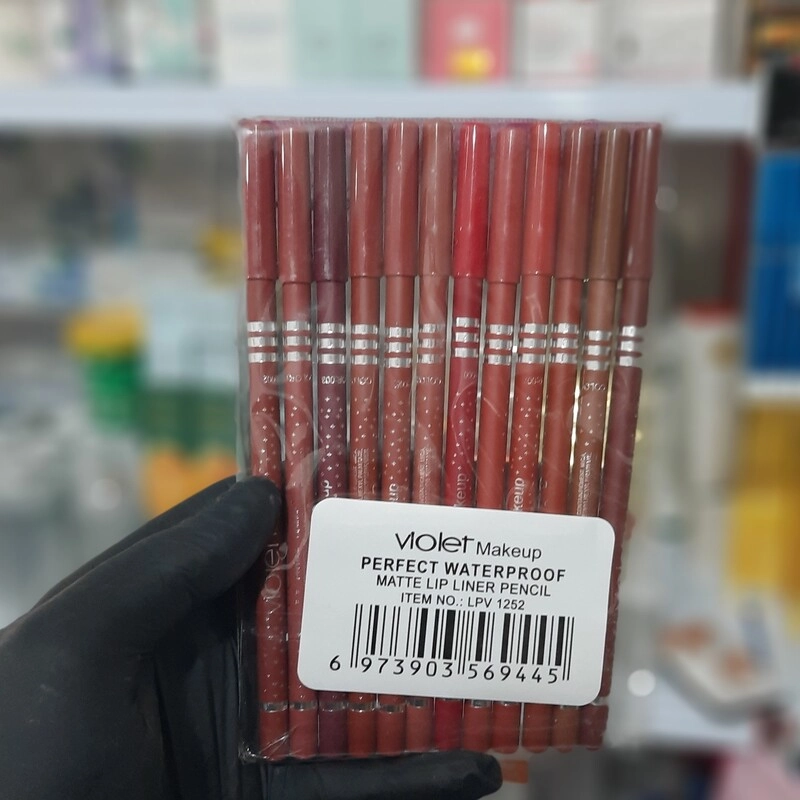 violet Makeup
PERFECT WATERPROOF
MATTE LIP LINER PENCIL
ITEM NO.: LPV 1252
6 973903 569445